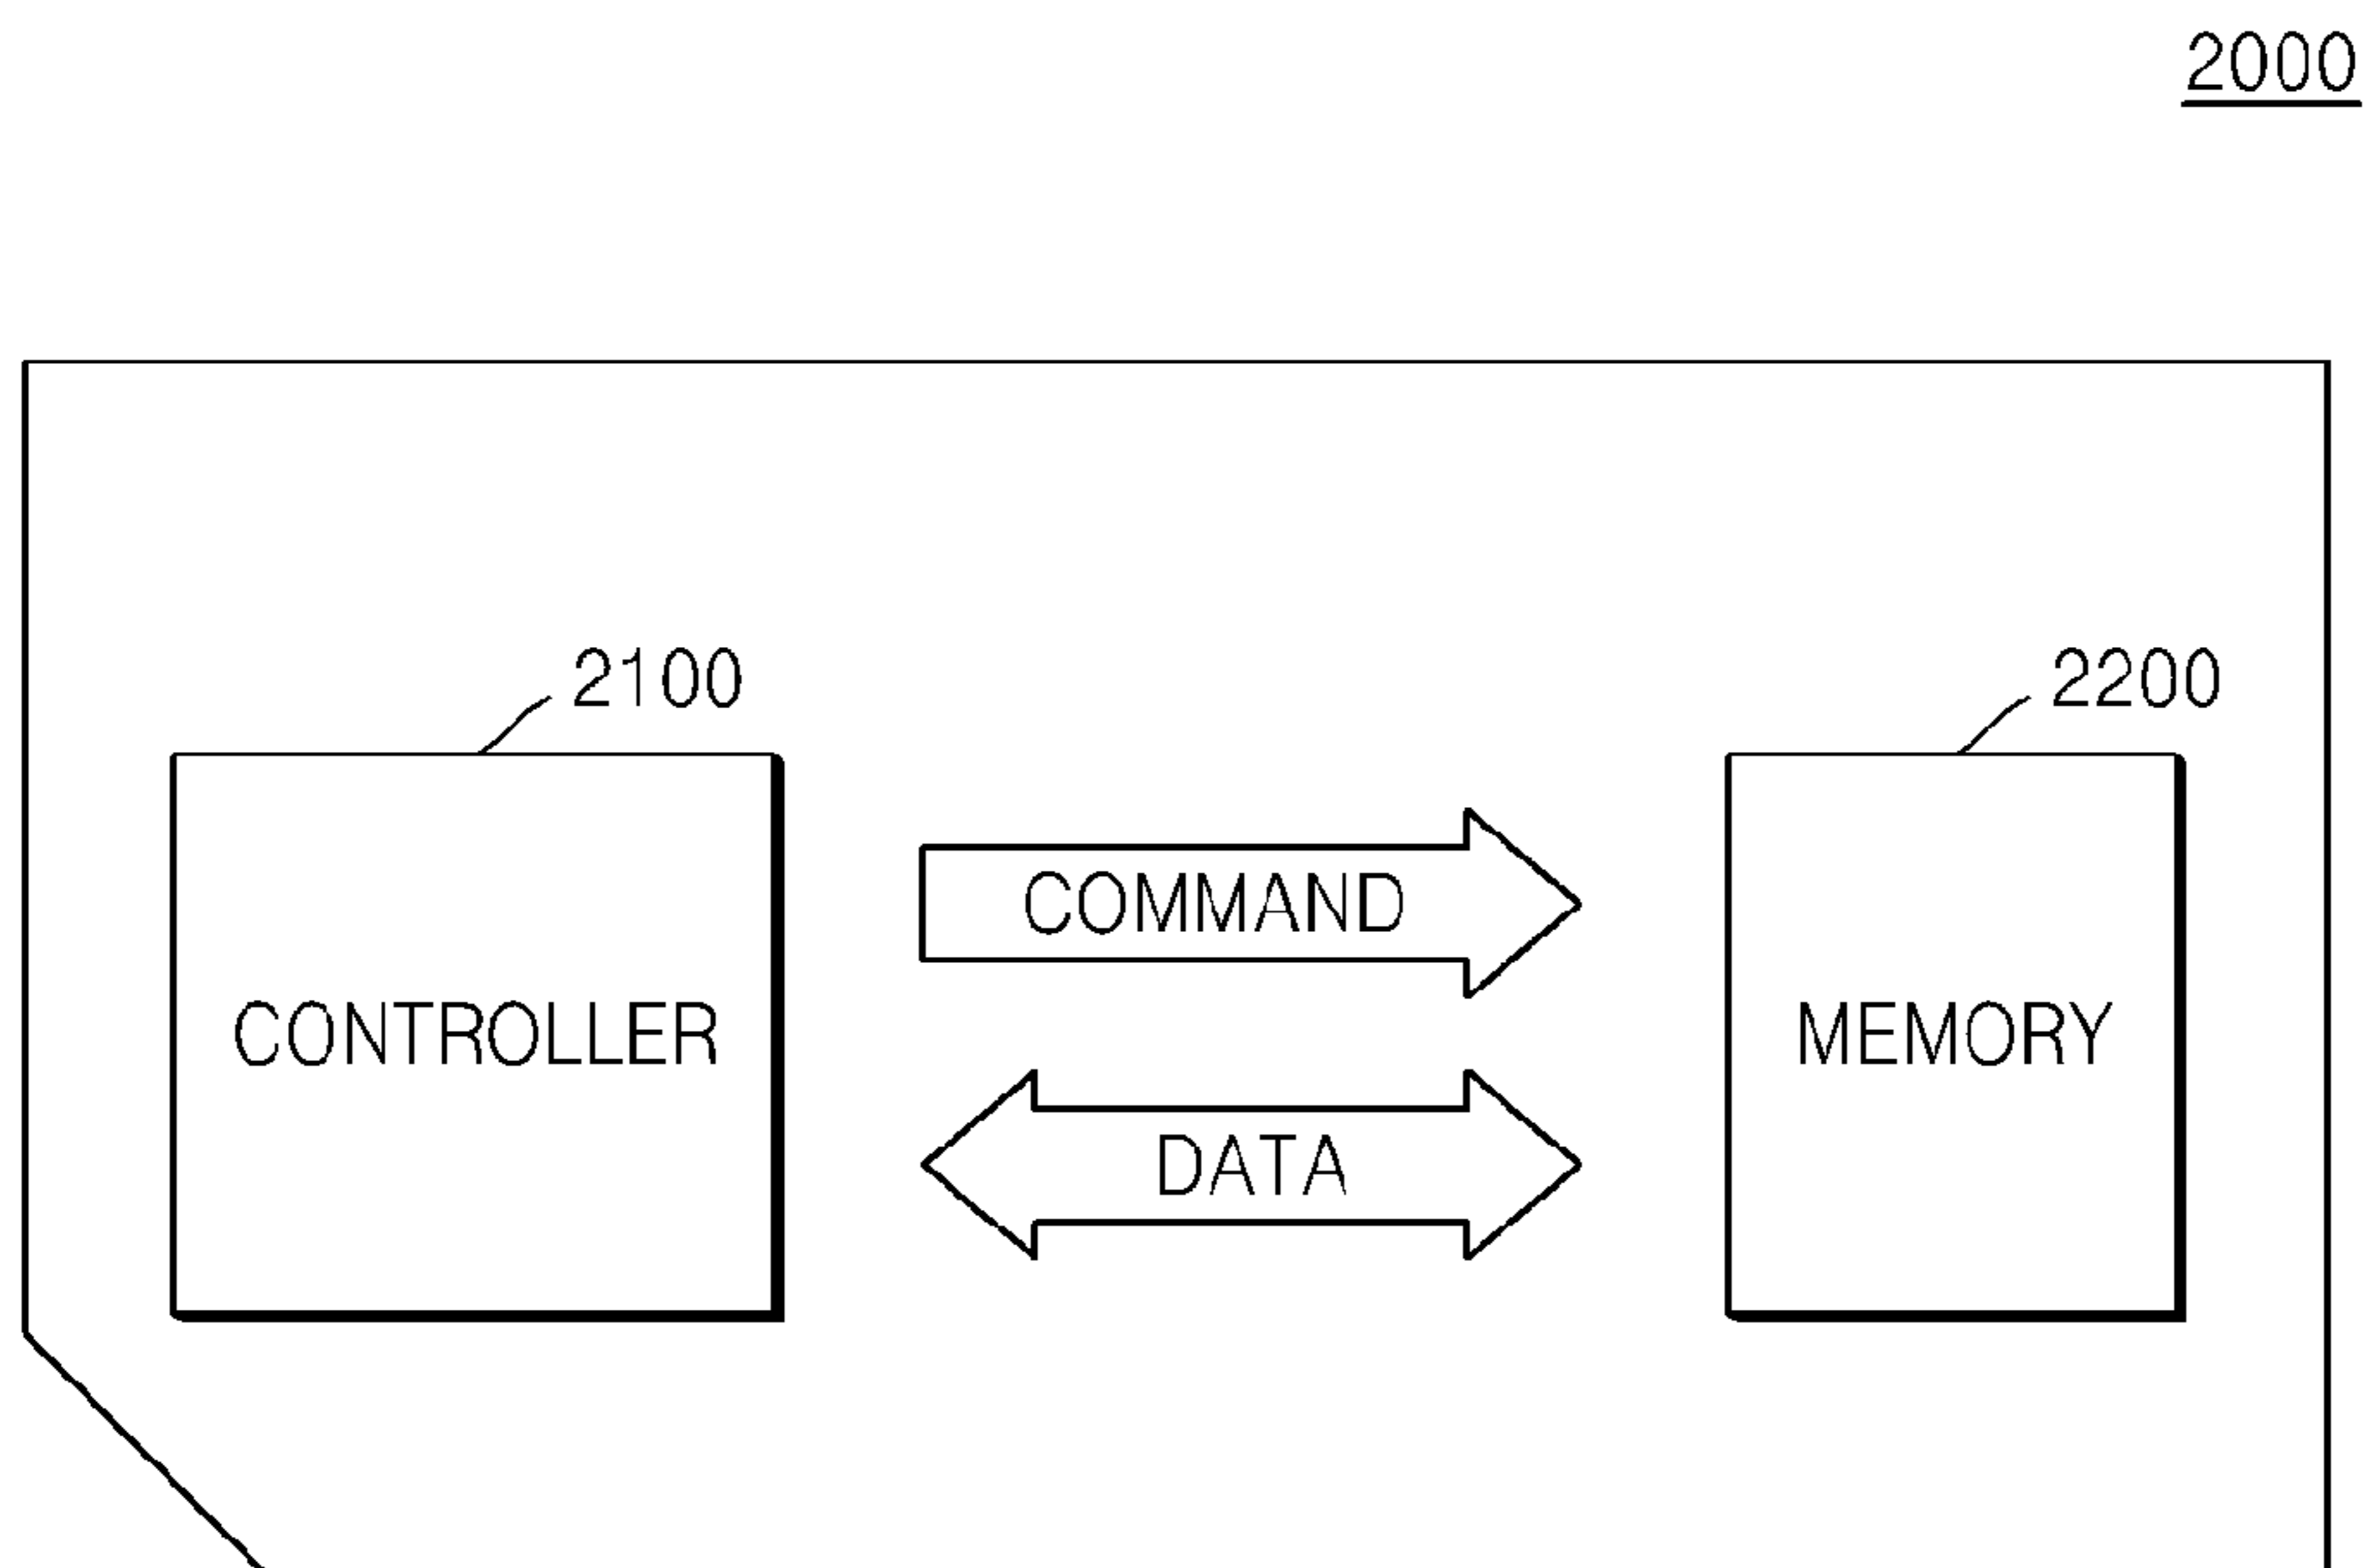 2000
2100
2200
COMMAND
CONTROLLER
MEMORY
DATA